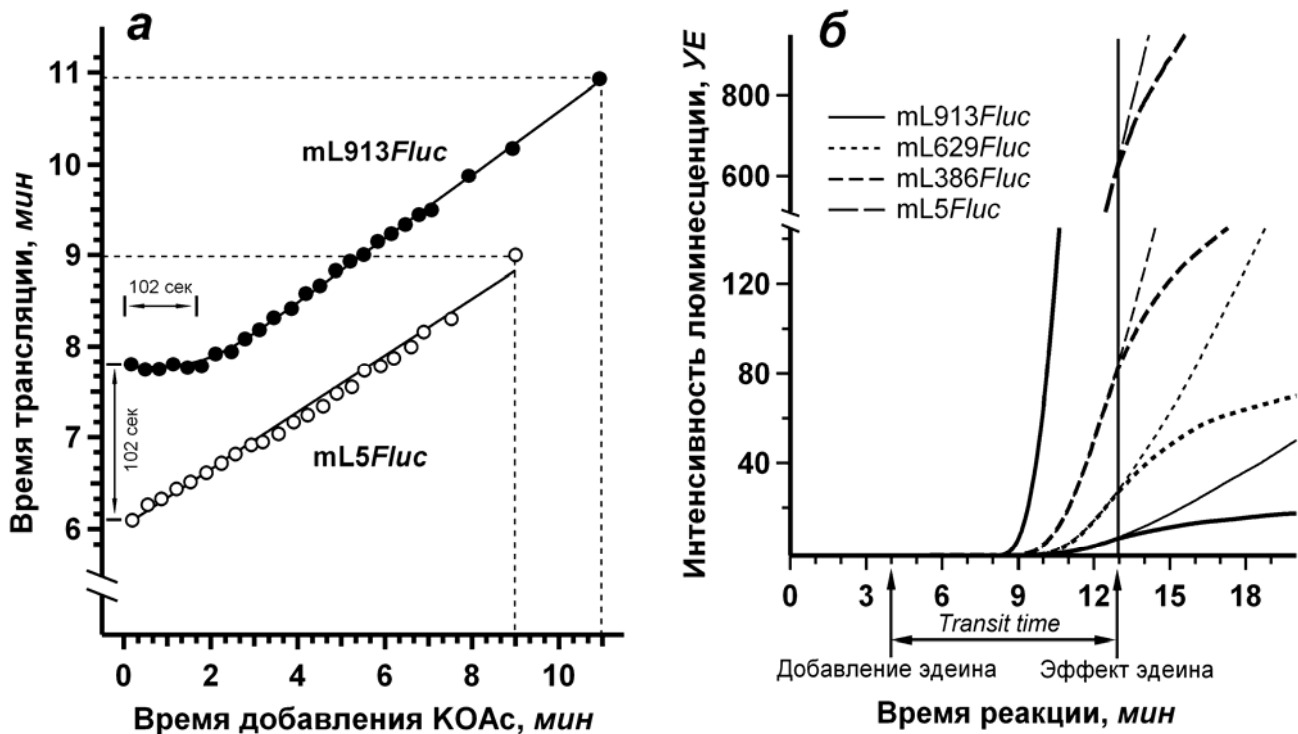 а
Время трансляции, мин
11
10
9
8
7
6
mL913Fluc
mL5Fluc
102 сек
102 сек
0 2 4 6 8 10
Время добавления KOAc, мин
б
Интенсивность люминесценции, УЕ
800
600
120
80
40
mL913Fluc
mL629Fluc
mL386Fluc
mL5Fluc
0 3 6 9 12 15 18
Transit time
Добавление эдеина
Эффект эдеина
Время реакции, мин